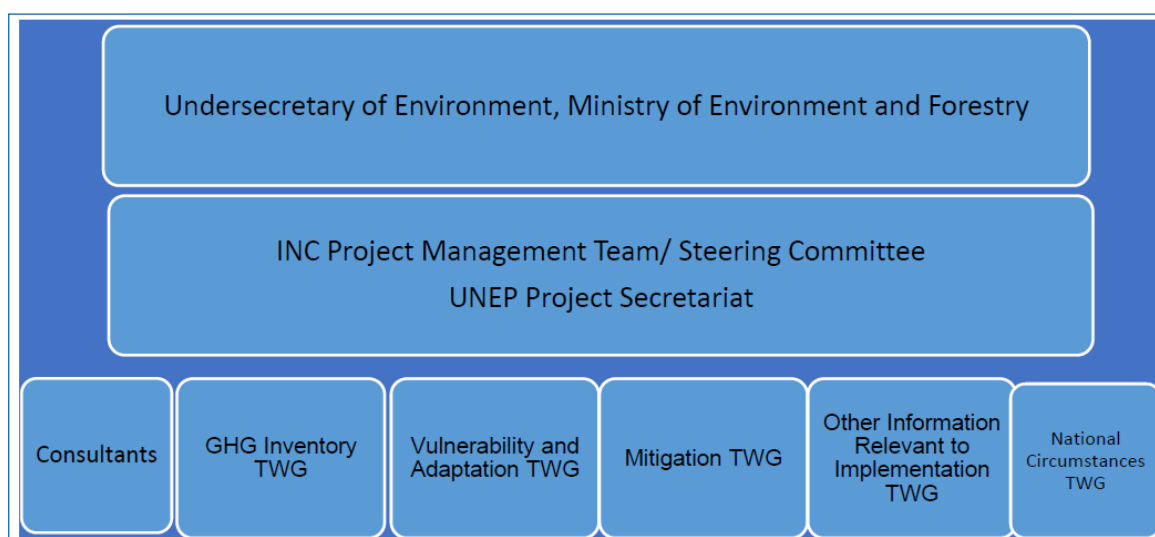 Undersecretary of Environment, Ministry of Environment and Forestry
INC Project Management Team/ Steering Committee
UNEP Project Secretariat
Consultants
GHG Inventory
TWG
Vulnerability and
Adaptation TWG
Mitigation TWG
Other Information
Relevant to
Implementation
TWG
National
Circumstances
TWG